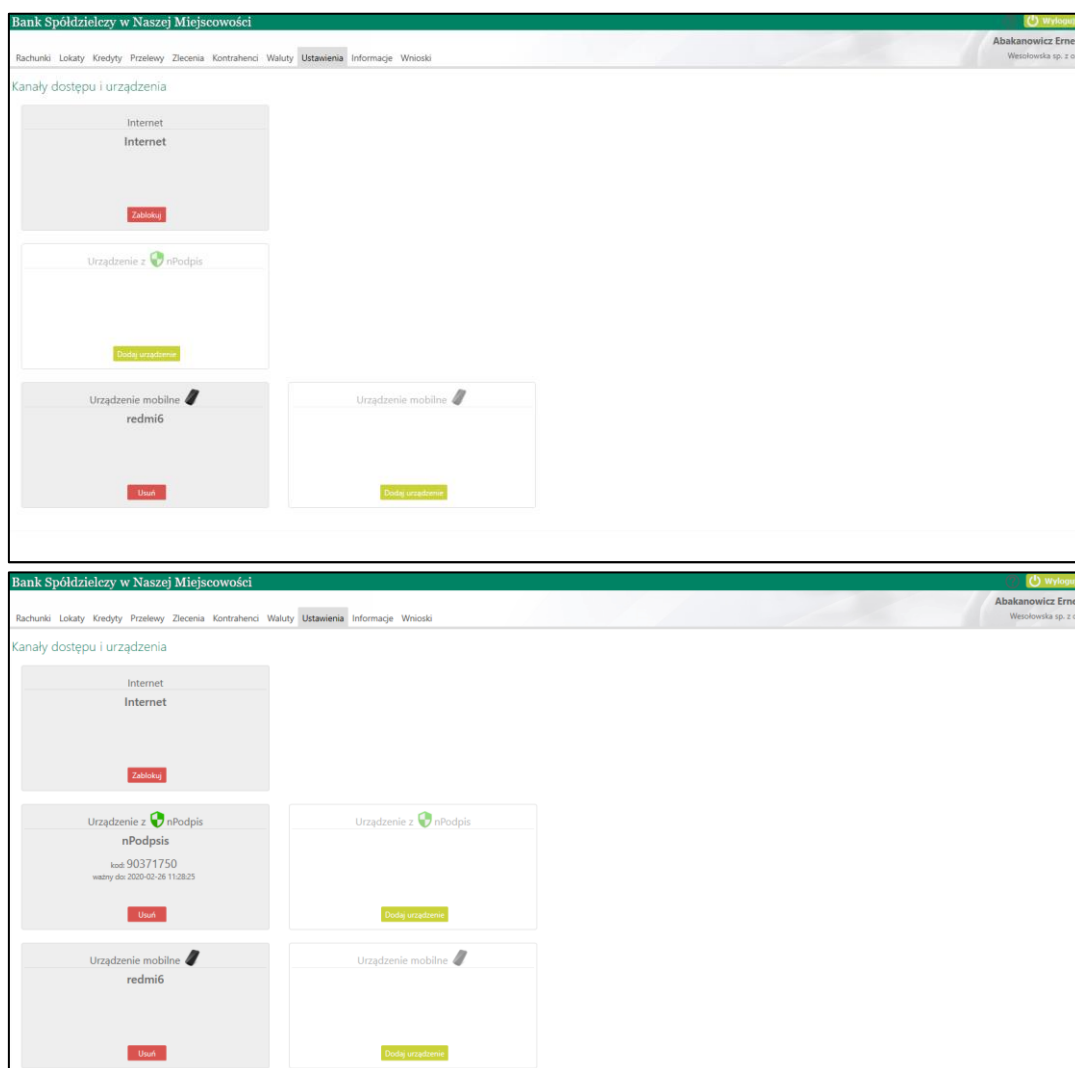 Bank Spółdzielczy w Naszej Miejscowości
Wyloguj
Abakanowicz Erne
Rachunki Lokaty Kredyty Przelewy Zlecenia Kontrahenci Waluty Ustawienia Informacje Wnioski
Wesołowska sp. z o
Kanały dostępu i urządzenia
Internet
Internet
Zablokuj
Urządzenie z nPodpis
Dodaj urządzenie
Urządzenie mobilne Urządzenie mobilne
redmi6
Usuń Dodaj urządzenie
Bank Spółdzielczy w Naszej Miejscowości
Wylogu
Abakanowicz Erne
Rachunki Lokaty Kredyty Przelewy Zlecenia Kontrahenci Waluty Ustawienia Informacje Wnioski
Wesołowska sp. z o
Kanały dostępu i urządzenia
Internet
Internet
Zablokuj
Urządzenie z nPodpis Urządzenie z nPodpis
nPodpsis
kod: 90371750
ważny do: 2020-02-26 11:28:25
Usuń Dodaj urządzenie
Urządzenie mobilne Urządzenie mobilne
redmi6
Usuń Dodaj urządzenie